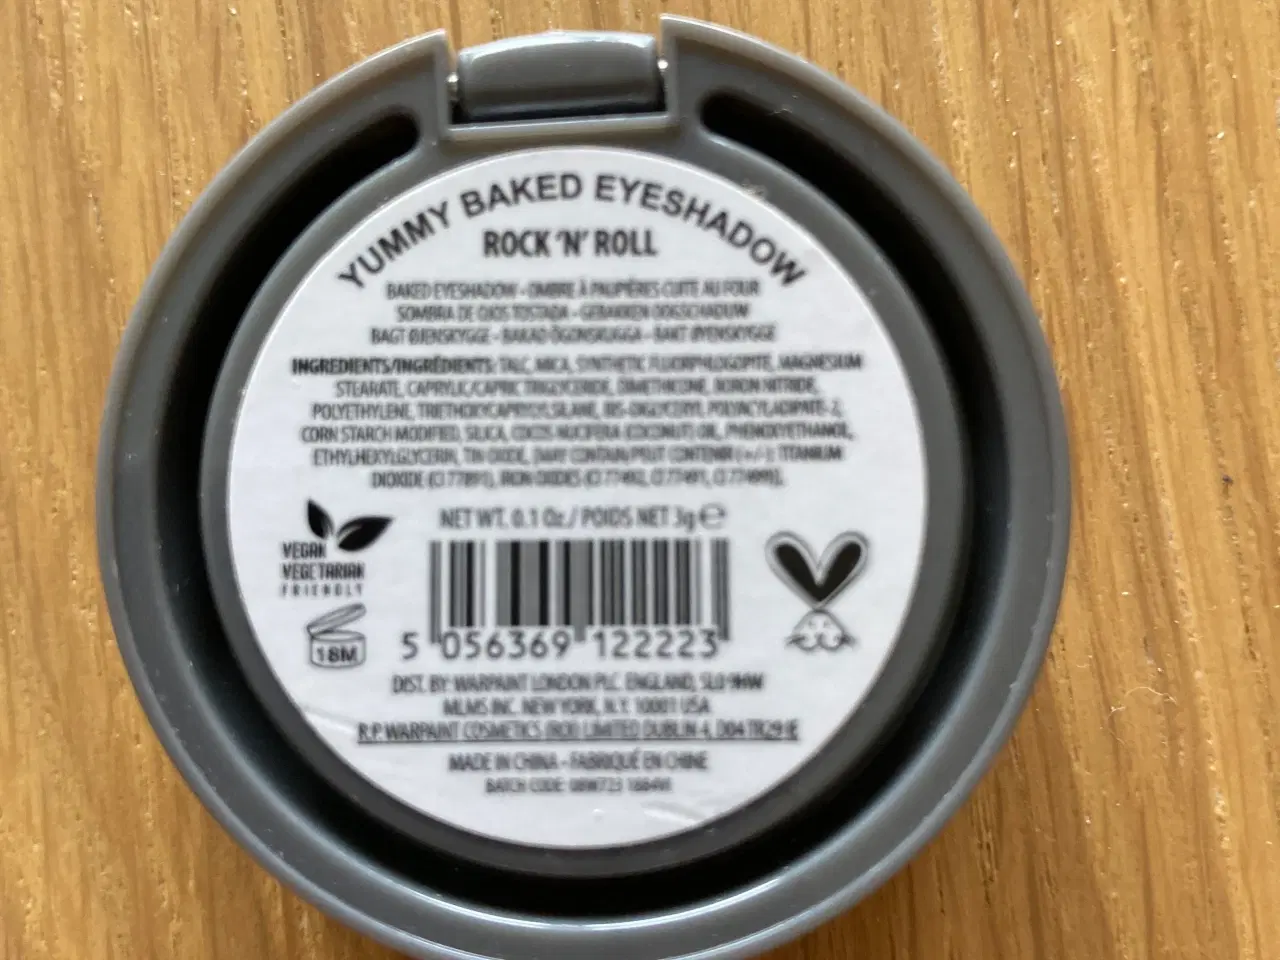 YUMMY BAKED EYESHADOW
ROCK 'N' ROLL
BAKED EYESHADOW - OMBRE À PAUPIÈRES CUITE AU FOUR
SOMBRA DE OJOS TOSTADA - GEBAKKEN OOGSCHADUW
BAGT ØJENSKYGGE - BAKAD ÖGONSKUGGA - BAKT ØYENSKYGGE
INGREDIENTS/INGRÉDIENTS: TALC, MICA, SYNTHETIC FLUORPHLOGOPITE, MAGNESIUM
STEARATE, CAPRYLIC/CAPRIC TRIGLYCERIDE, DIMETHICONE, BORON NITRIDE,
POLYETHYLENE, TRIETHOXYCAPRYLYLSILANE, BIS-DIGLYCERYL POLYACYLADIPATE-2,
CORN STARCH MODIFIED, SILICA, COCOS NUCIFERA (COCONUT) OIL, PHENOXYETHANOL,
ETHYLHEXYLGLYCERIN, TIN OXIDE, [MAY CONTAIN PEUT CONTENIR (+/-): TITANIUM
DIOXIDE (CI 77891), IRON OXIDES (CI 77492, CI 77491, CI 77499)].
NET WT. 0.1 Oz / POIDS NET 3g ℮
VEGAN
VEGETARIAN
FRIENDLY
18M
5 056369 122223
DIST. BY: WARPAINT LONDON PLC. ENGLAND, SL0 9HW
MLMS INC. NEW YORK, N.Y. 10001 USA
R.P. WARPAINT COSMETICS (ROI) LIMITED DUBLIN 4, D04 TR29 IE
MADE IN CHINA - FABRIQUÉ EN CHINE
BATCH CODE: